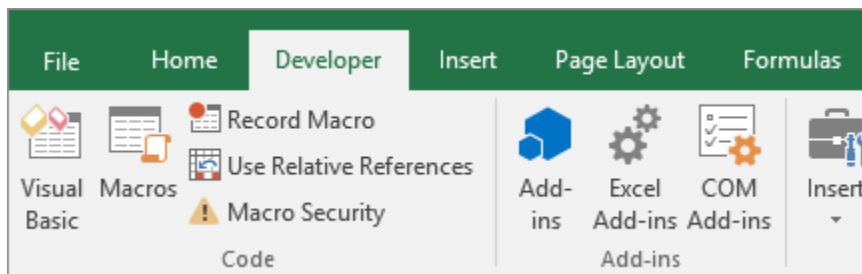 File Home Developer Insert Page Layout Formulas
Record Macro
Use Relative References
Macro Security
Visual Basic
Macros
Code
Add-ins
Excel Add-ins
COM Add-ins
Add-ins
Insert